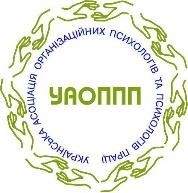 УКРАЇНСЬКА АСОЦІАЦІЯ ОРГАНІЗАЦІЙНИХ ПСИХОЛОГІВ ТА ПСИХОЛОГІВ ПРАЦІ
УАОППП